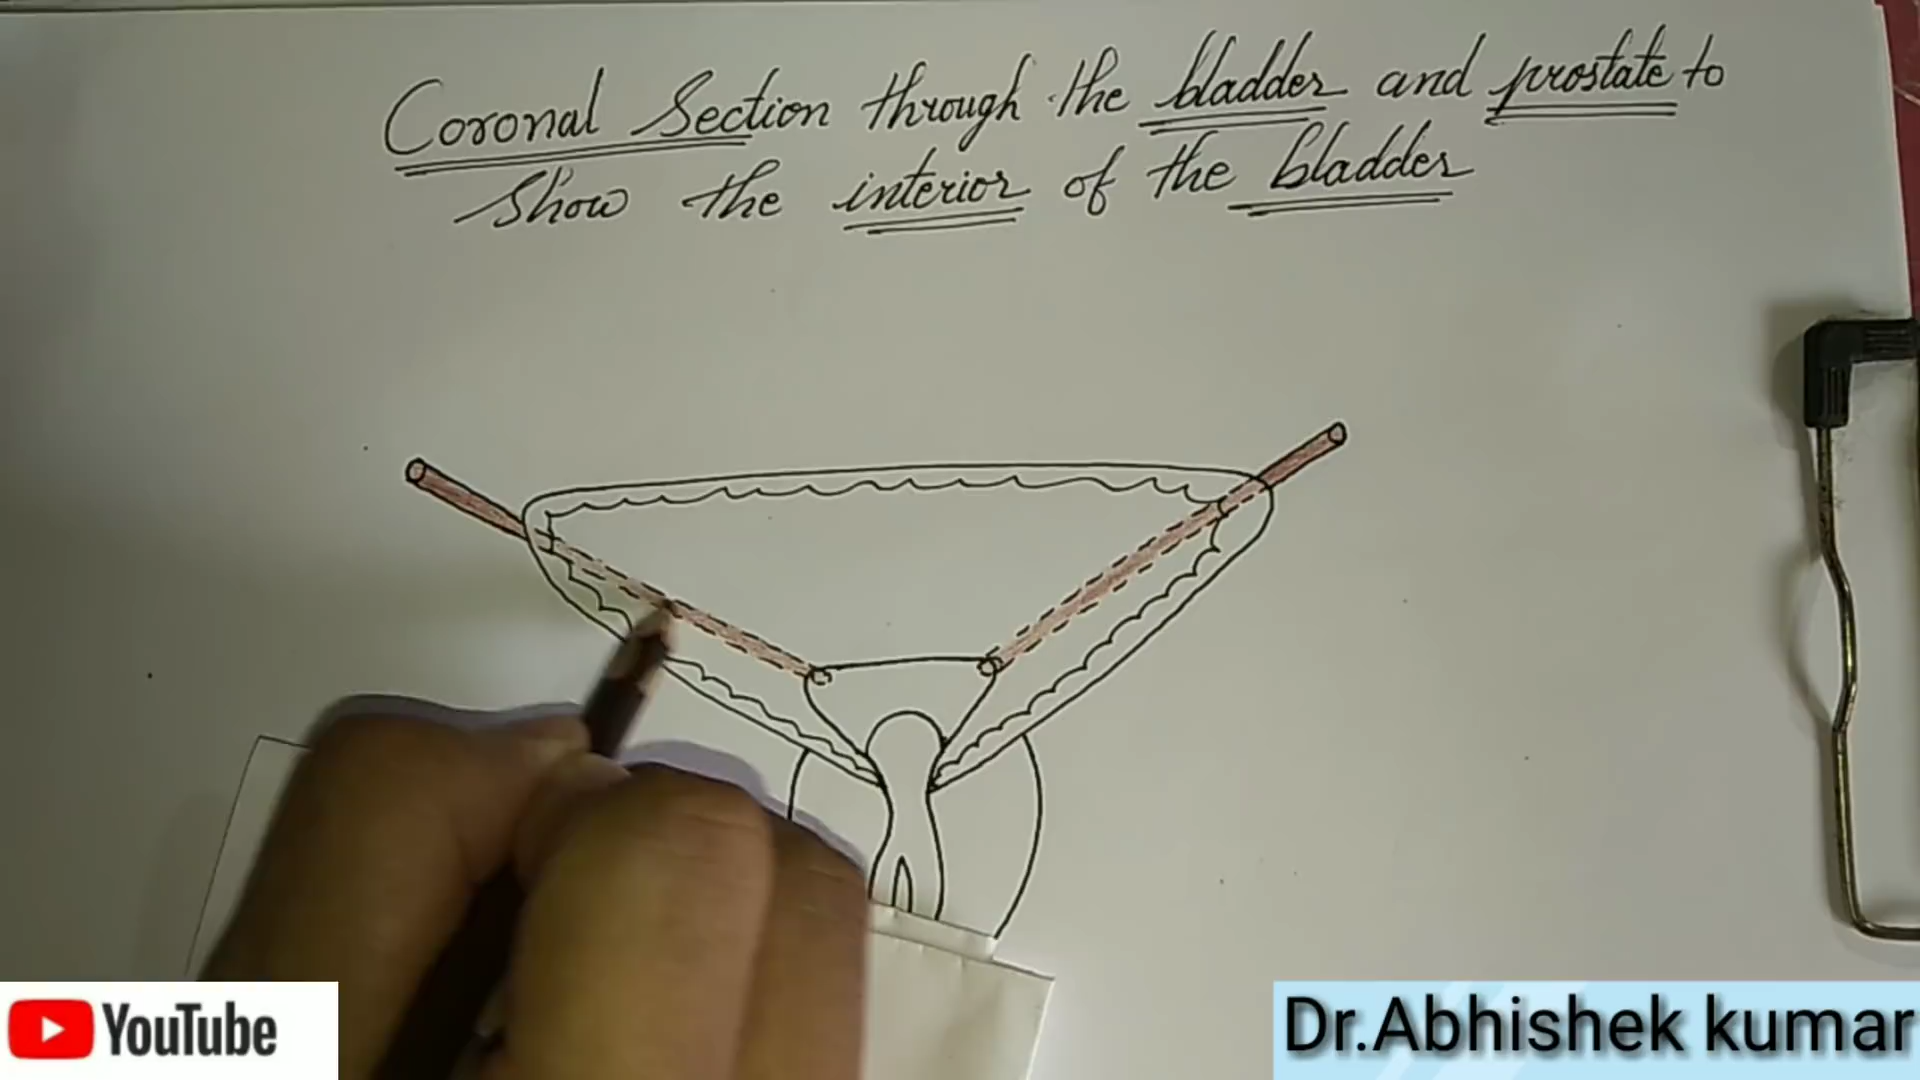 Coronal Section through the bladder and prostate to
Show the interior of the bladder
YouTube
Dr.Abhishek kumar